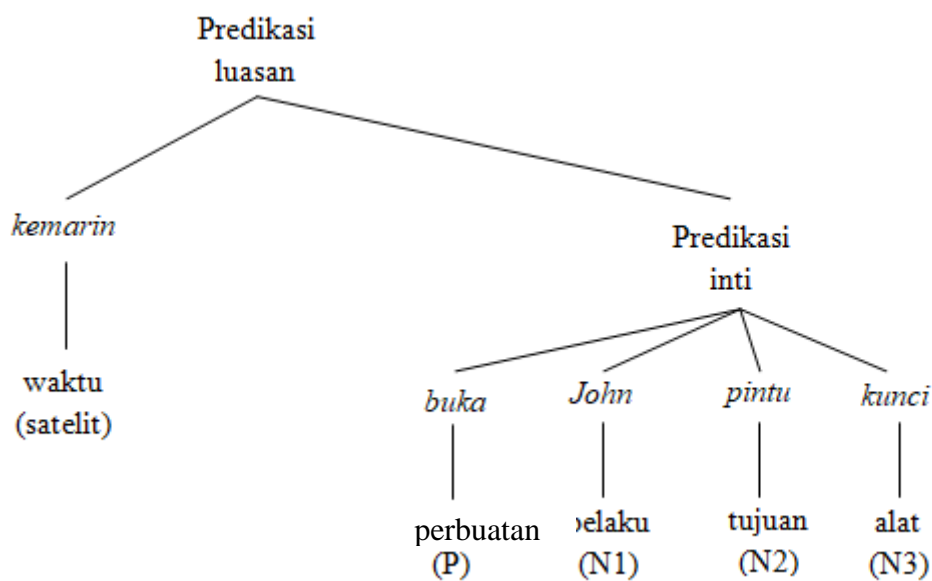 Predikasi
luasan
kemarin
Predikasi
inti
waktu
(satelit)
buka John pintu kunci
perbuatan pelaku tujuan alat
(P) (N1) (N2) (N3)